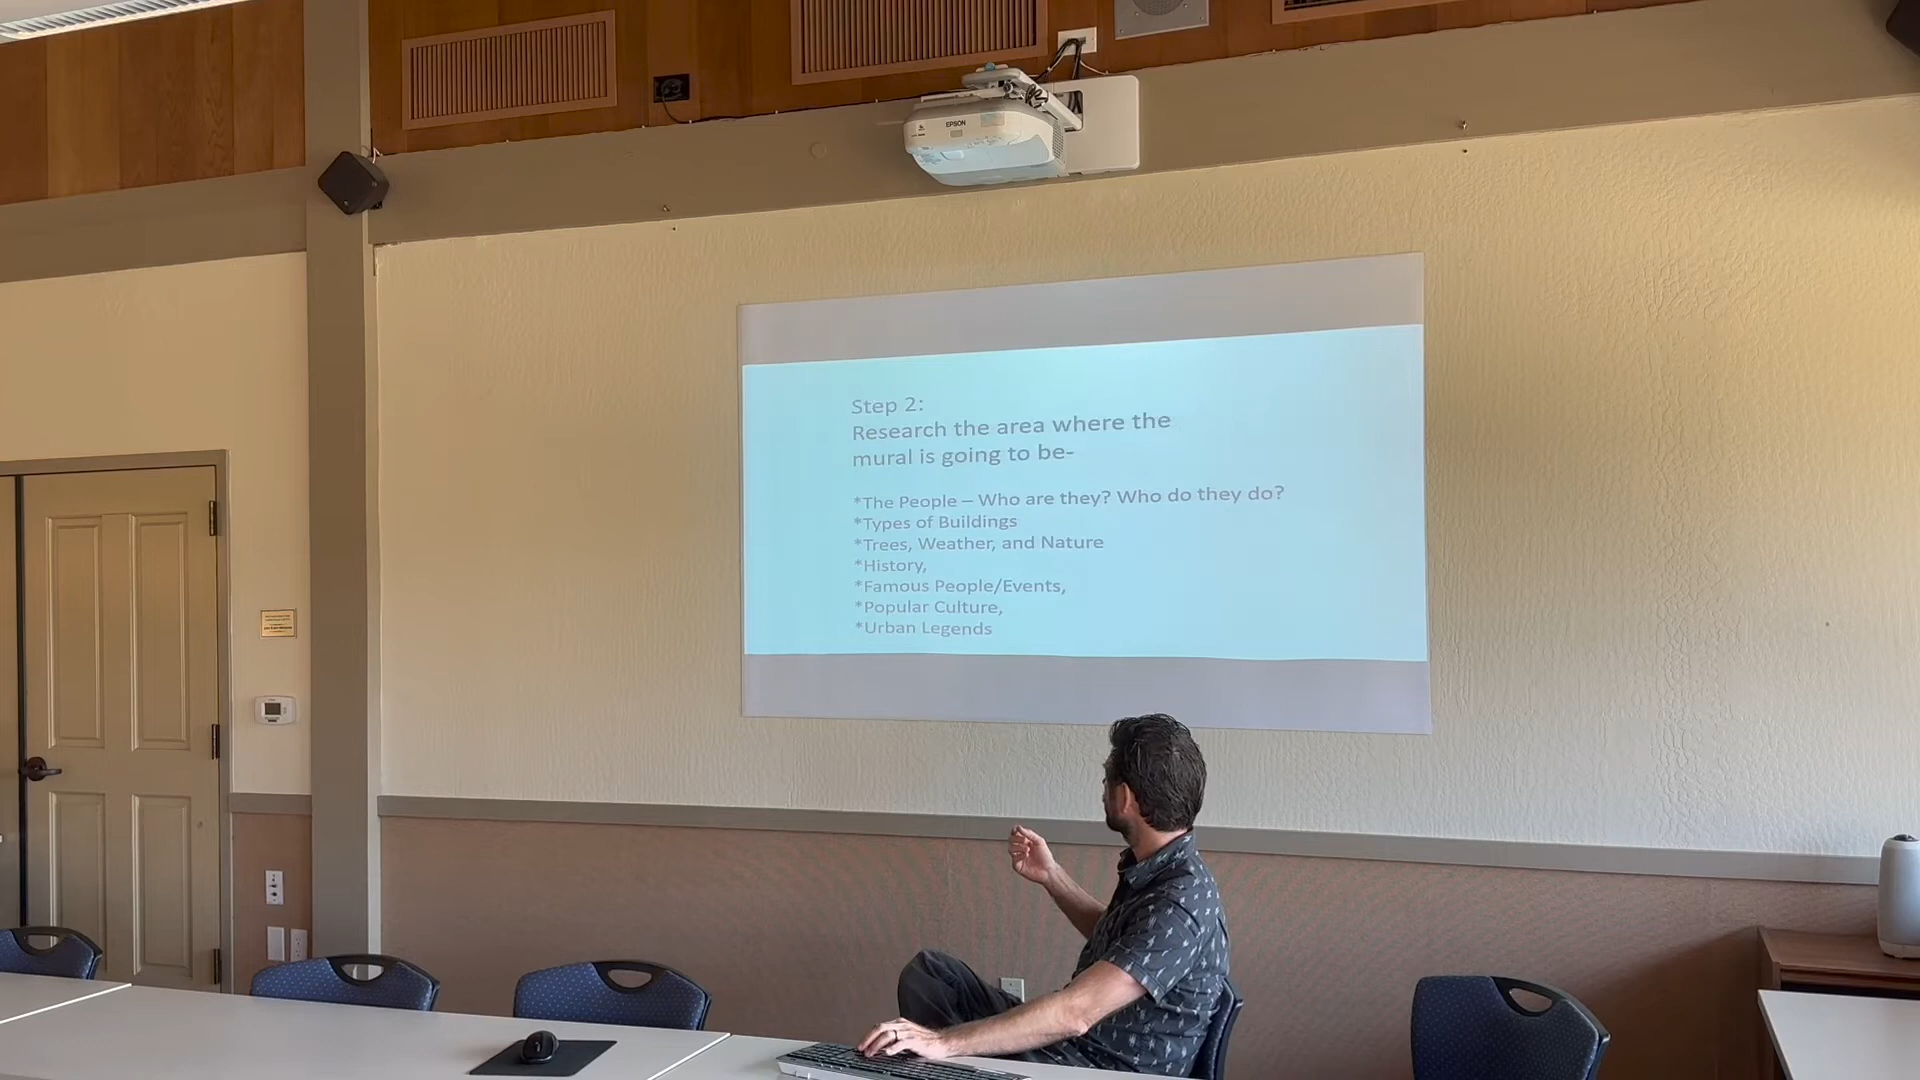 EPSON
Step 2:
Research the area where the
mural is going to be-
*The People – Who are they? Who do they do?
*Types of Buildings
*Trees, Weather, and Nature
*History,
*Famous People/Events,
*Popular Culture,
*Urban Legends